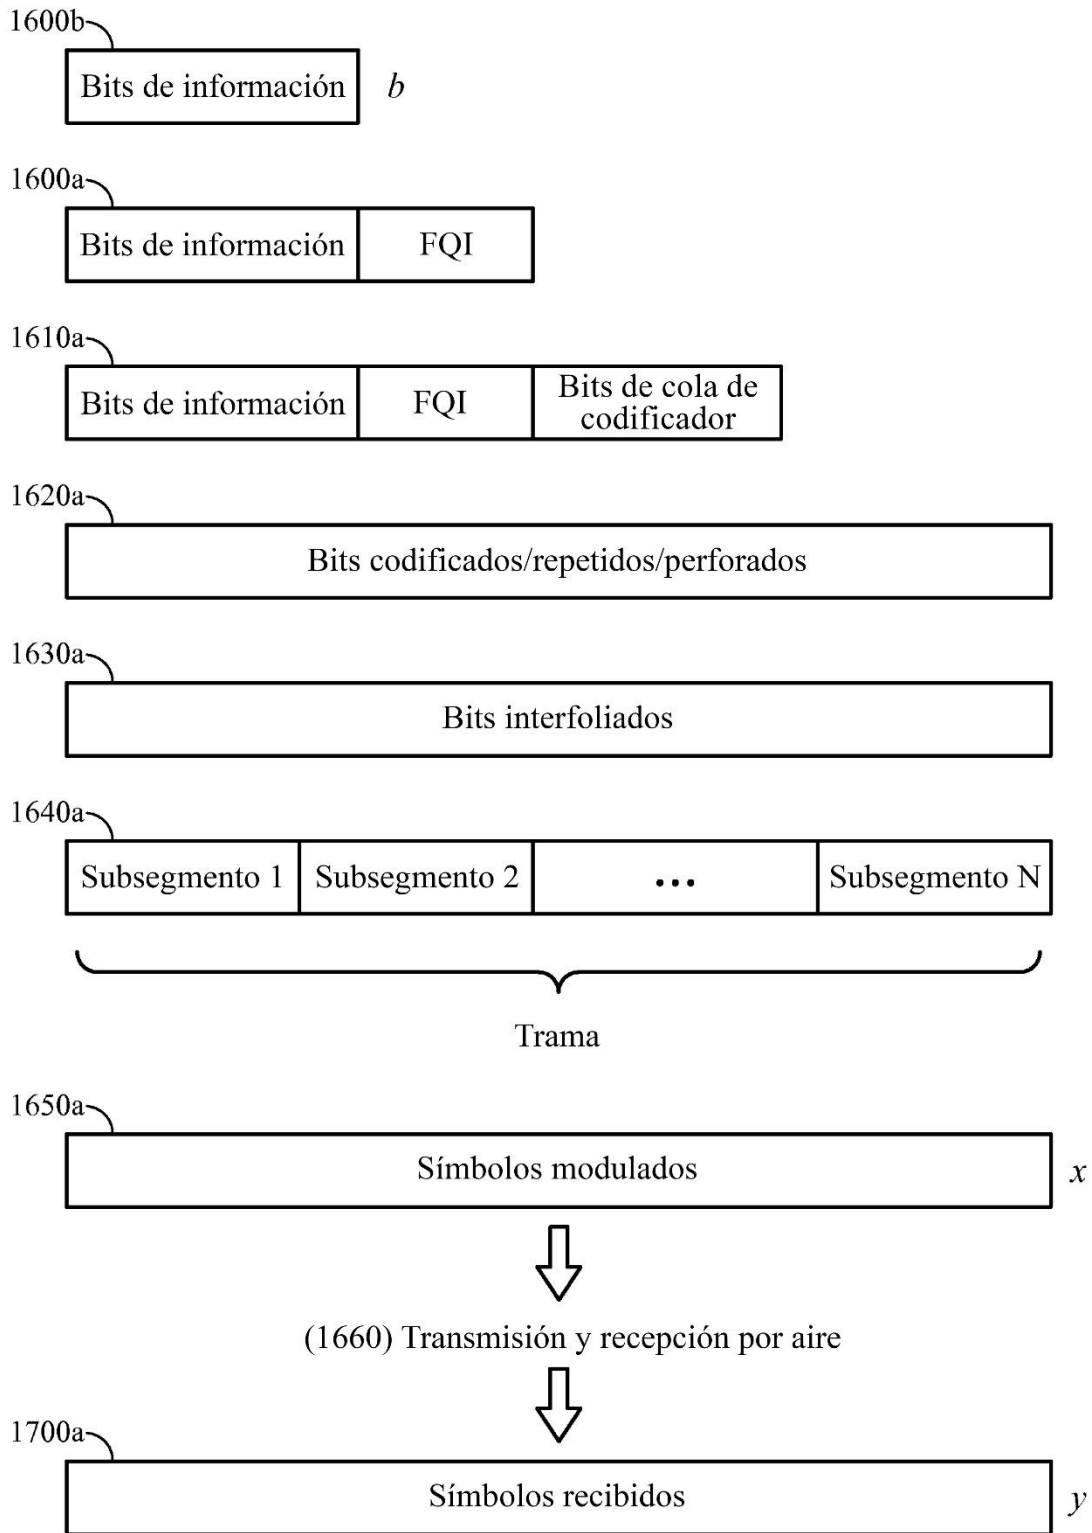 1600b
Bits de información b
1600a
Bits de información FQI
1610a
Bits de información FQI Bits de cola de
codificador
1620a
Bits codificados/repetidos/perforados
1630a
Bits interfoliados
1640a
Subsegmento 1 Subsegmento 2 ... Subsegmento N
Trama
1650a
Símbolos modulados x
(1660) Transmisión y recepción por aire
1700a
Símbolos recibidos y